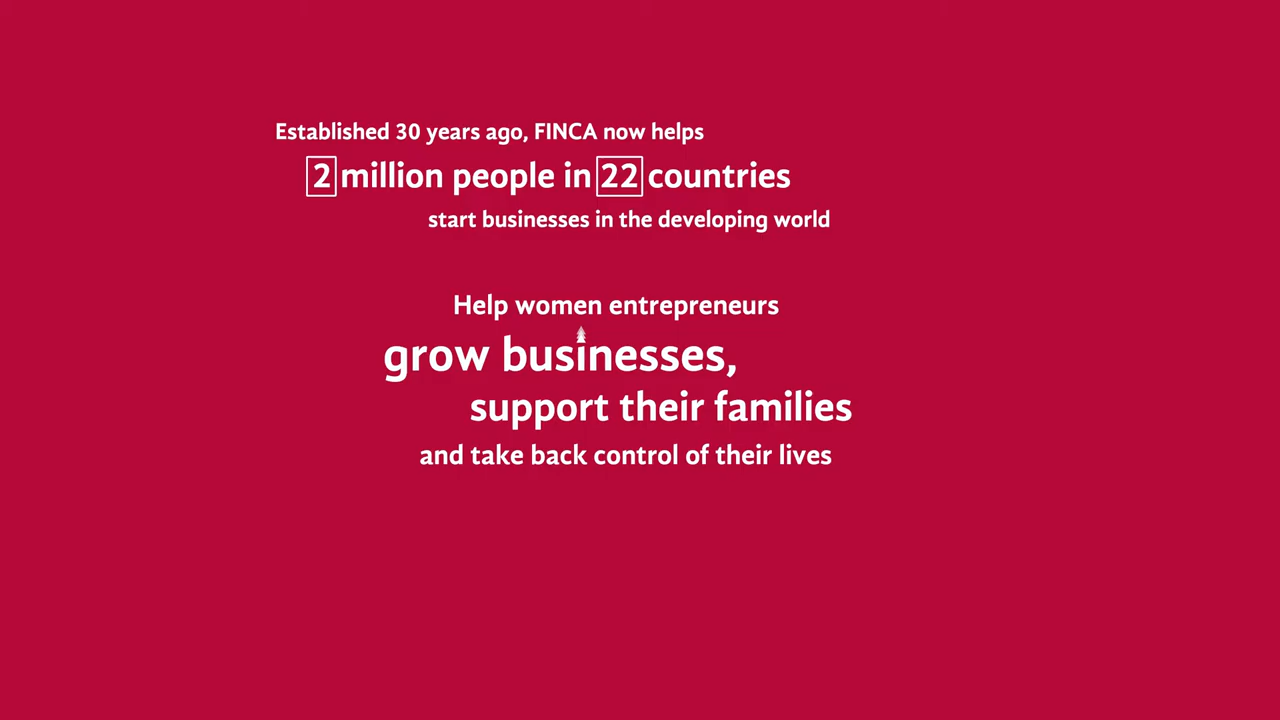 Established 30 years ago, FINCA now helps
2 million people in 22 countries
start businesses in the developing world
Help women entrepreneurs
grow businesses,
support their families
and take back control of their lives